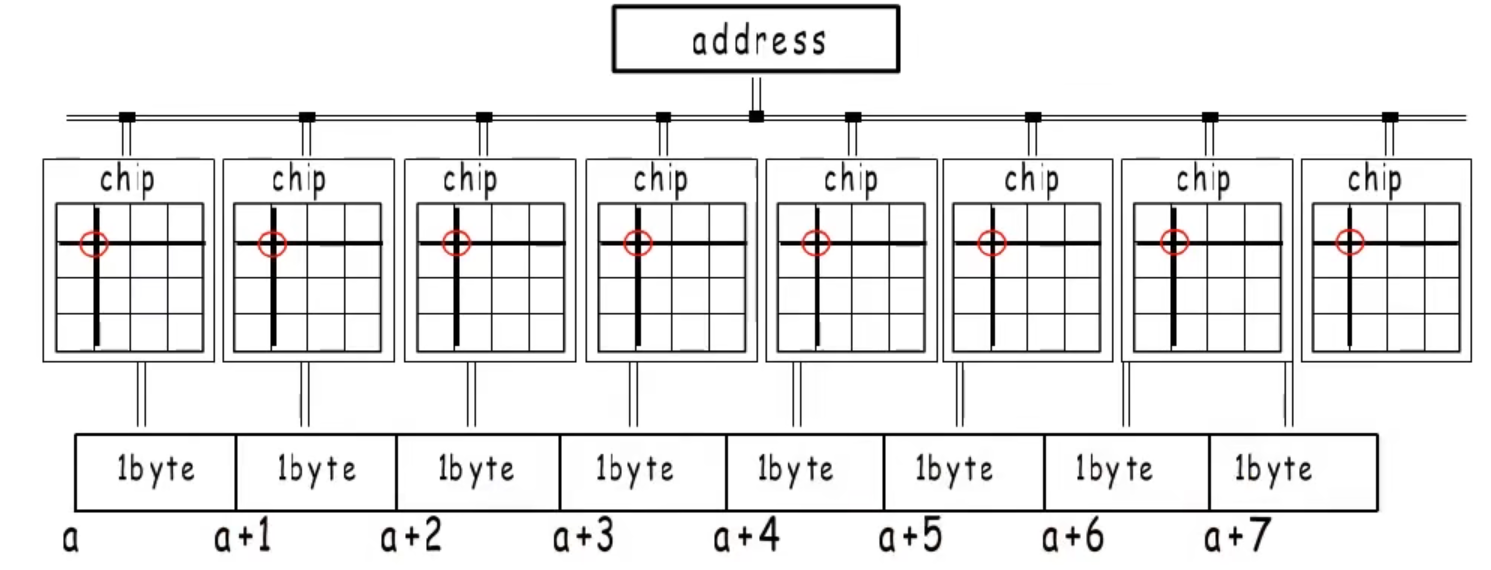 address
chip chip chip chip chip chip chip chip
1byte 1byte 1byte 1byte 1byte 1byte 1byte 1byte
a a+1 a+2 a+3 a+4 a+5 a+6 a+7